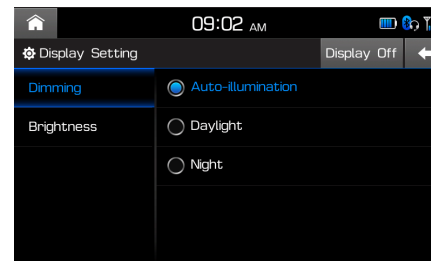 09:02 AM
Display Setting
Display Off
Dimming
Auto-illumination
Brightness
Daylight
Night